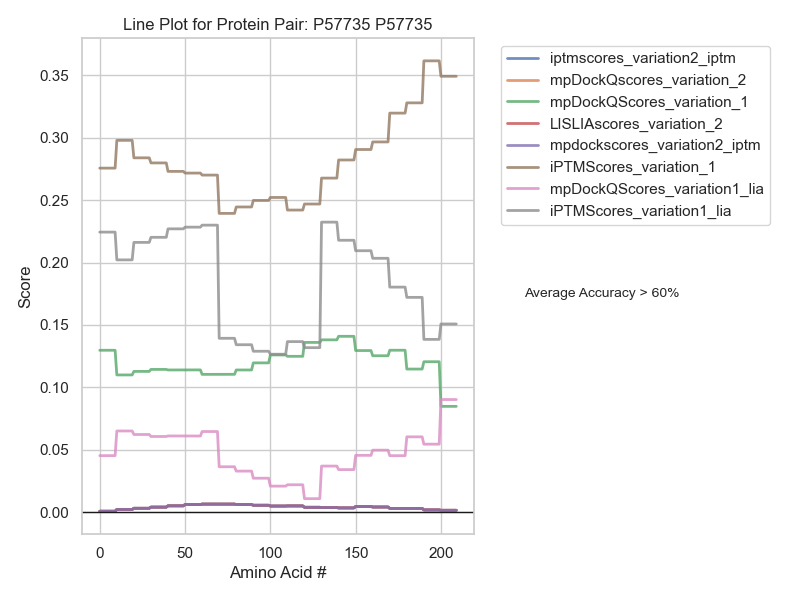 Line Plot for Protein Pair: P57735 P57735
iptmscores_variation2_iptm
mpDockQscores_variation_2
mpDockQScores_variation_1
LISLIAscores_variation_2
mpdockscores_variation2_iptm
iPTMScores_variation_1
mpDockQScores_variation1_lia
iPTMScores_variation1_lia
Average Accuracy > 60%
Score
0.35
0.30
0.25
0.20
0.15
0.10
0.05
0.00
0 50 100 150 200
Amino Acid #